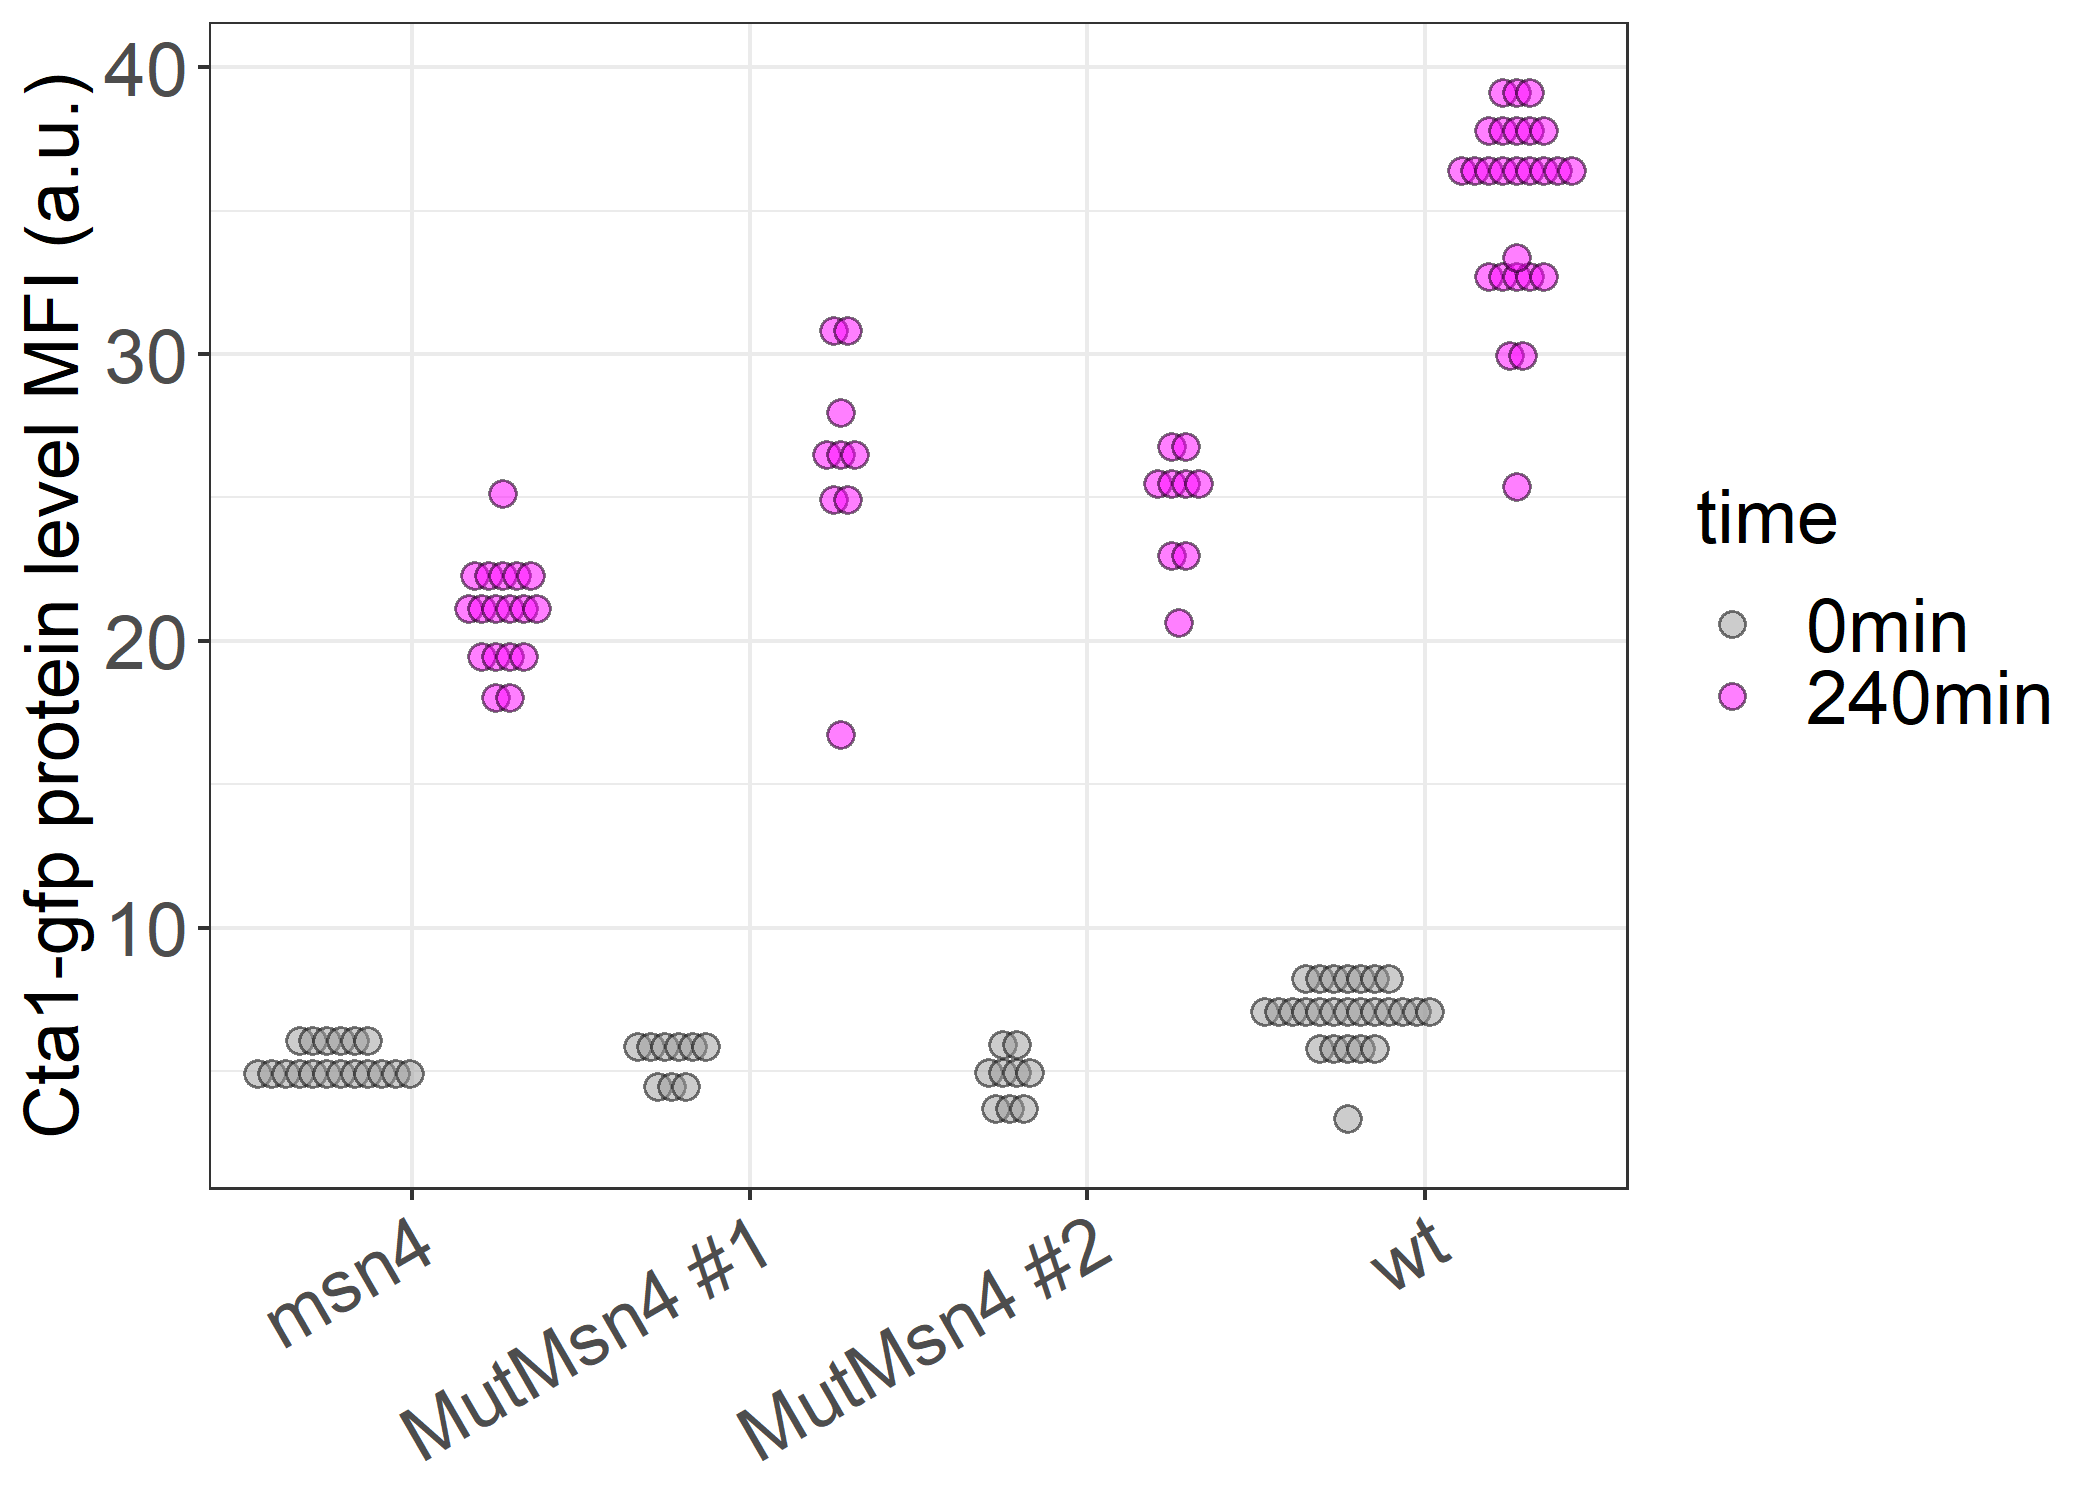 Cta1-gfp protein level MFI (a.u.)
40
30
20
10
msn4
MutMsn4 #1
MutMsn4 #2
wt
time
0min
240min